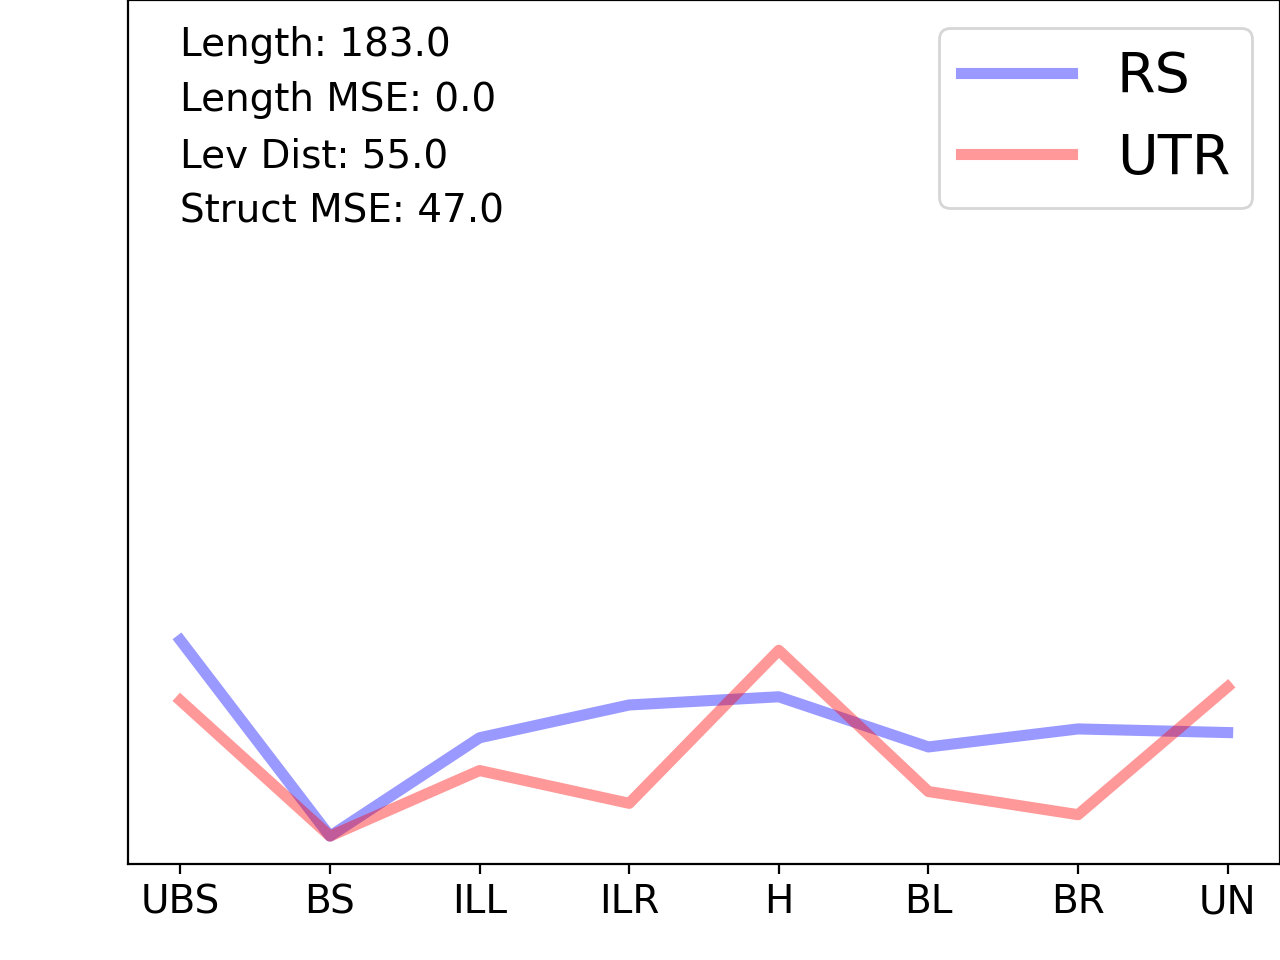 Length: 183.0
Length MSE: 0.0
Lev Dist: 55.0
Struct MSE: 47.0
RS
UTR
UBS BS ILL ILR H BL BR UN